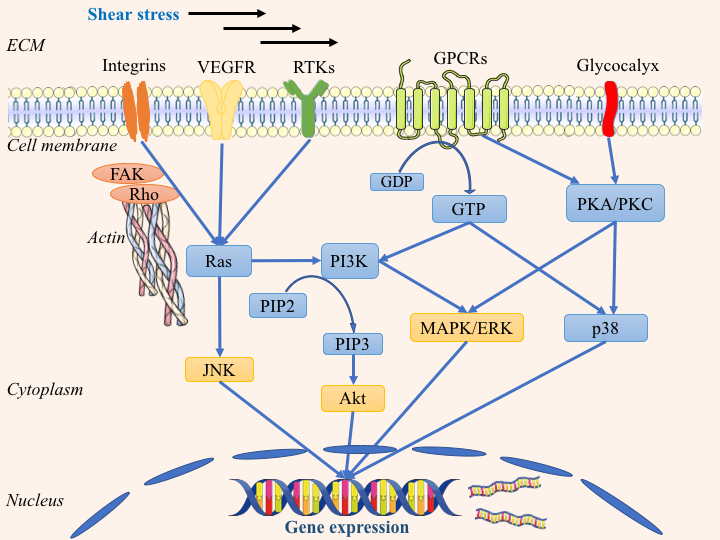 Shear stress
ECM
Integrins
VEGFR
RTKs
GPCRs
Glycocalyx
Cell membrane
FAK
Rho
GDP
GTP
PKA/PKC
Actin
Ras
PI3K
PIP2
MAPK/ERK
p38
PIP3
JNK
Akt
Cytoplasm
Nucleus
Gene expression